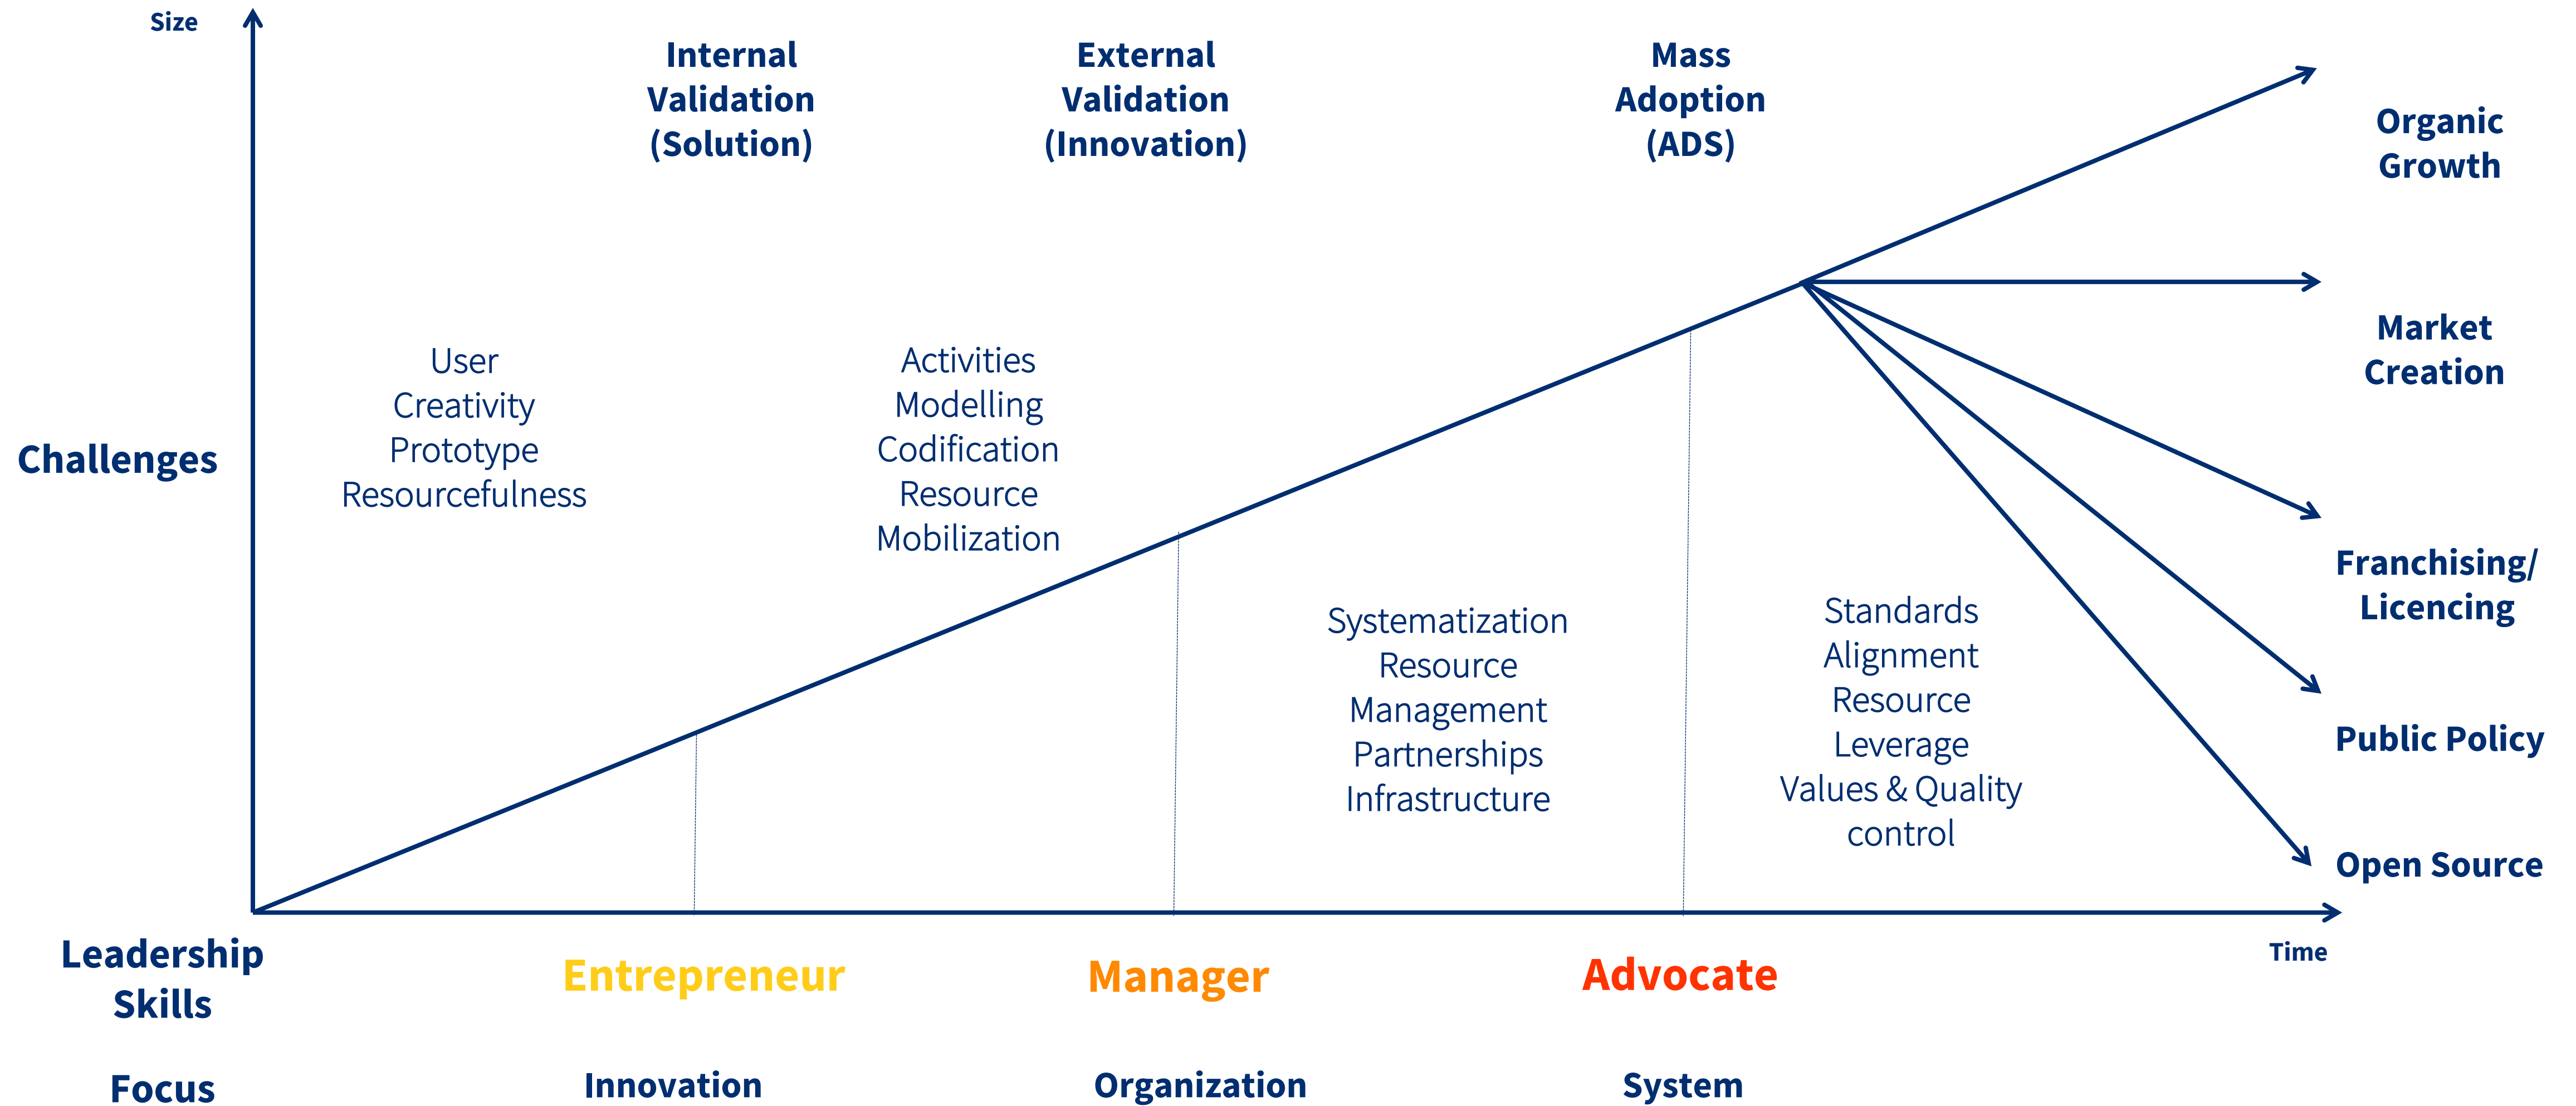 Size
Internal
Validation
(Solution)
External
Validation
(Innovation)
Mass
Adoption
(ADS)
Organic
Growth
Market
Creation
Franchising/
Licencing
Public Policy
Open Source
Challenges
User
Creativity
Prototype
Resourcefulness
Activities
Modelling
Codification
Resource
Mobilization
Systematization
Resource
Management
Partnerships
Infrastructure
Standards
Alignment
Resource
Leverage
Values & Quality
control
Time
Leadership
Skills
Entrepreneur
Manager
Advocate
Focus
Innovation
Organization
System